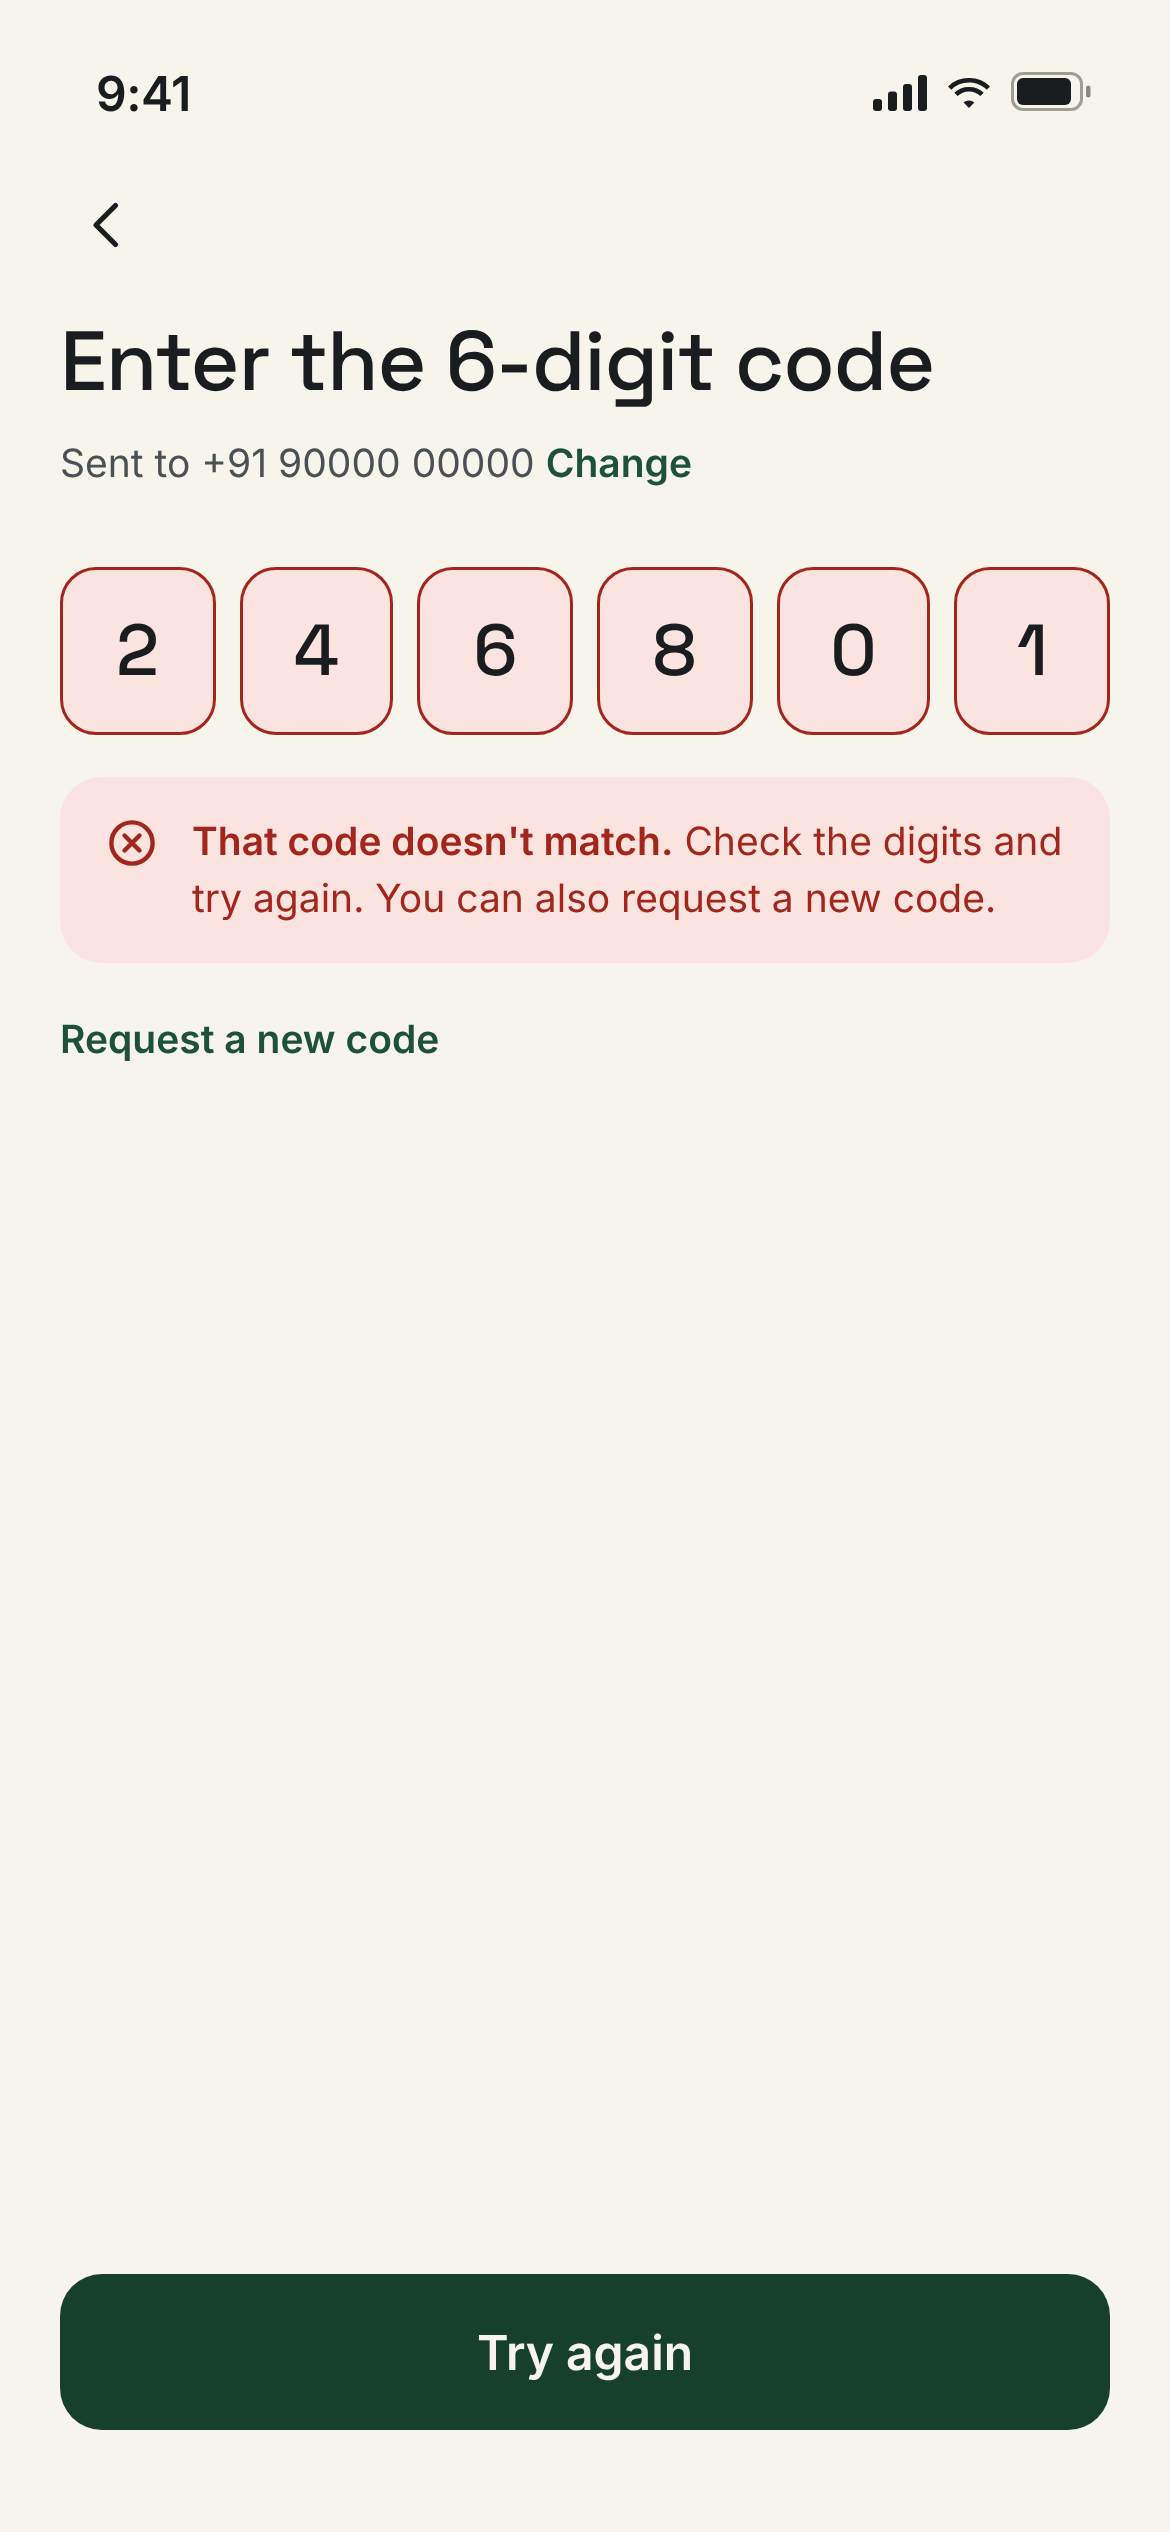 9:41
Enter the 6-digit code
Sent to +91 90000 00000 Change
2 4 6 8 0 1
That code doesn't match. Check the digits and
try again. You can also request a new code.
Request a new code
Try again